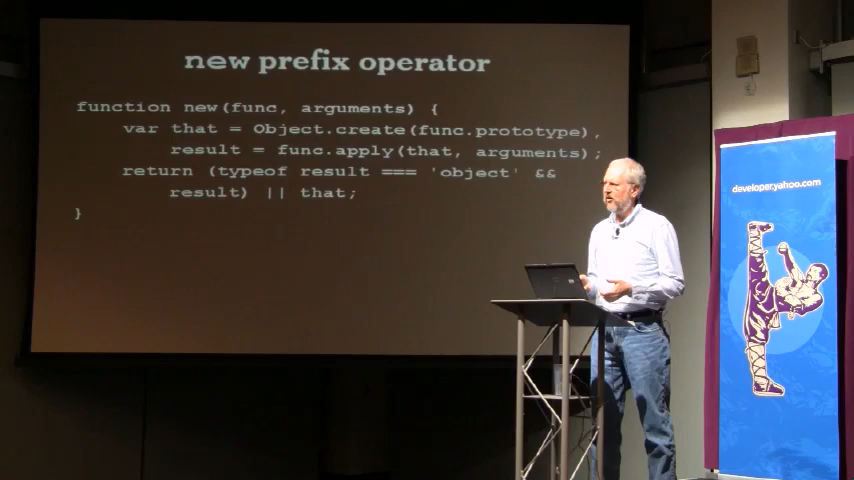 new prefix operator
function new(func, arguments) {
var that = Object.create(func.prototype),
result = func.apply(that, arguments);
return (typeof result === 'object' &&
result) || that;
}
developer.yahoo.com